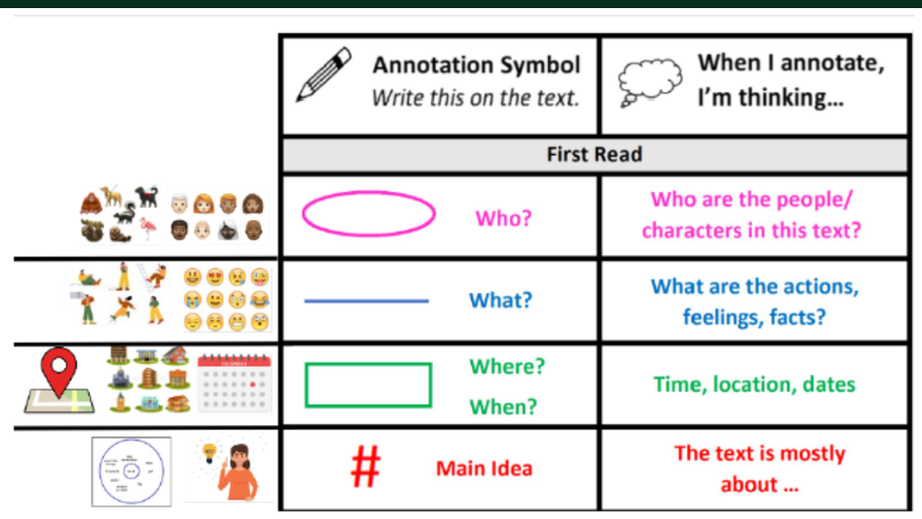 Annotation Symbol
Write this on the text.
When I annotate,
I'm thinking...
First Read
Who?
Who are the people/
characters in this text?
What?
What are the actions,
feelings, facts?
Where?
When?
Time, location, dates
#
Main Idea
The text is mostly
about ...